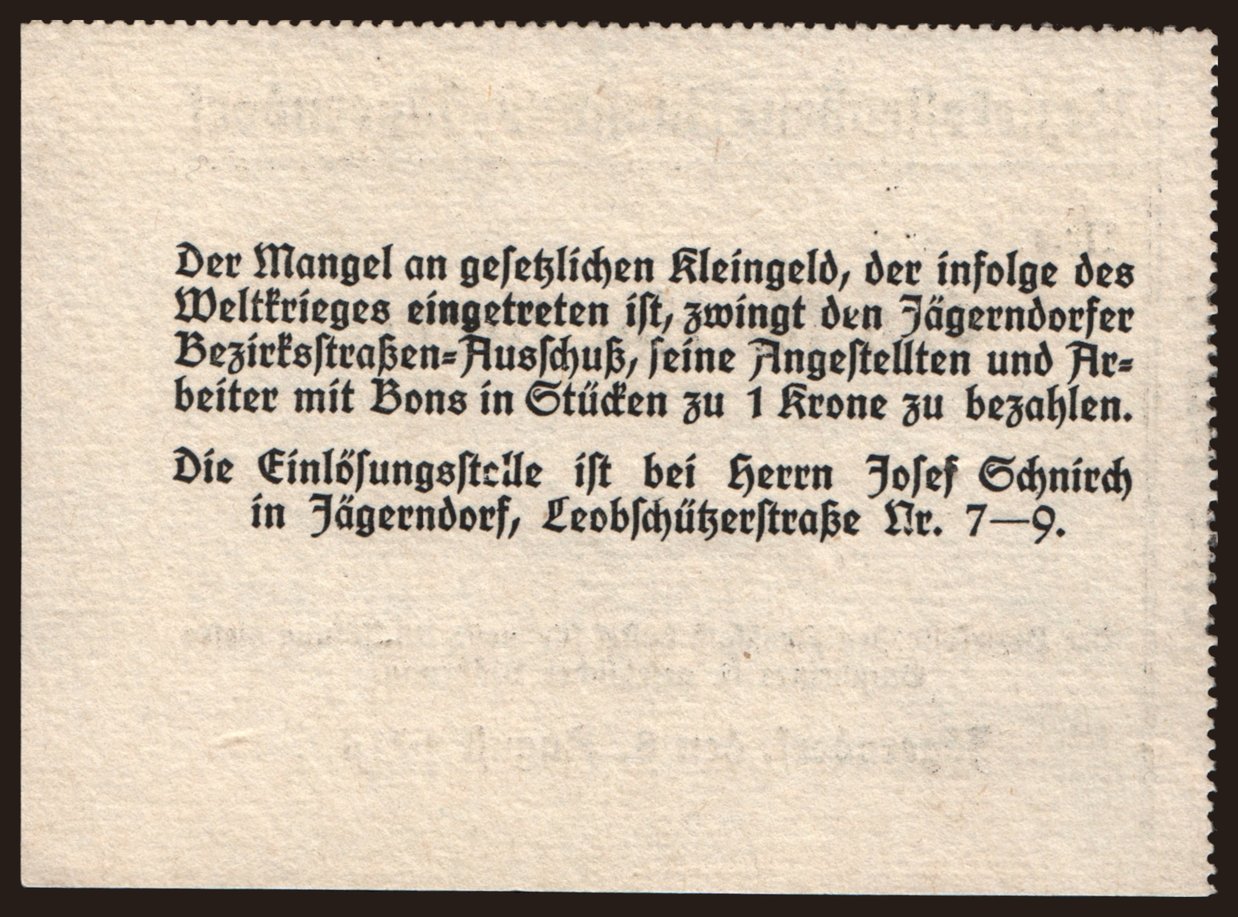 Der Mangel an gesetzlichen Kleingeld, der infolge des
Weltkrieges eingetreten ist, zwingt den Jägerndorfer
Bezirksstraßen-Ausschuß, seine Angestellten und Ar-
beiter mit Bons in Stücken zu 1 Krone zu bezahlen.
Die Einlösungsstelle ist bei Herrn Josef Schnirch
in Jägerndorf, Leobschützerstraße Nr. 7—9.